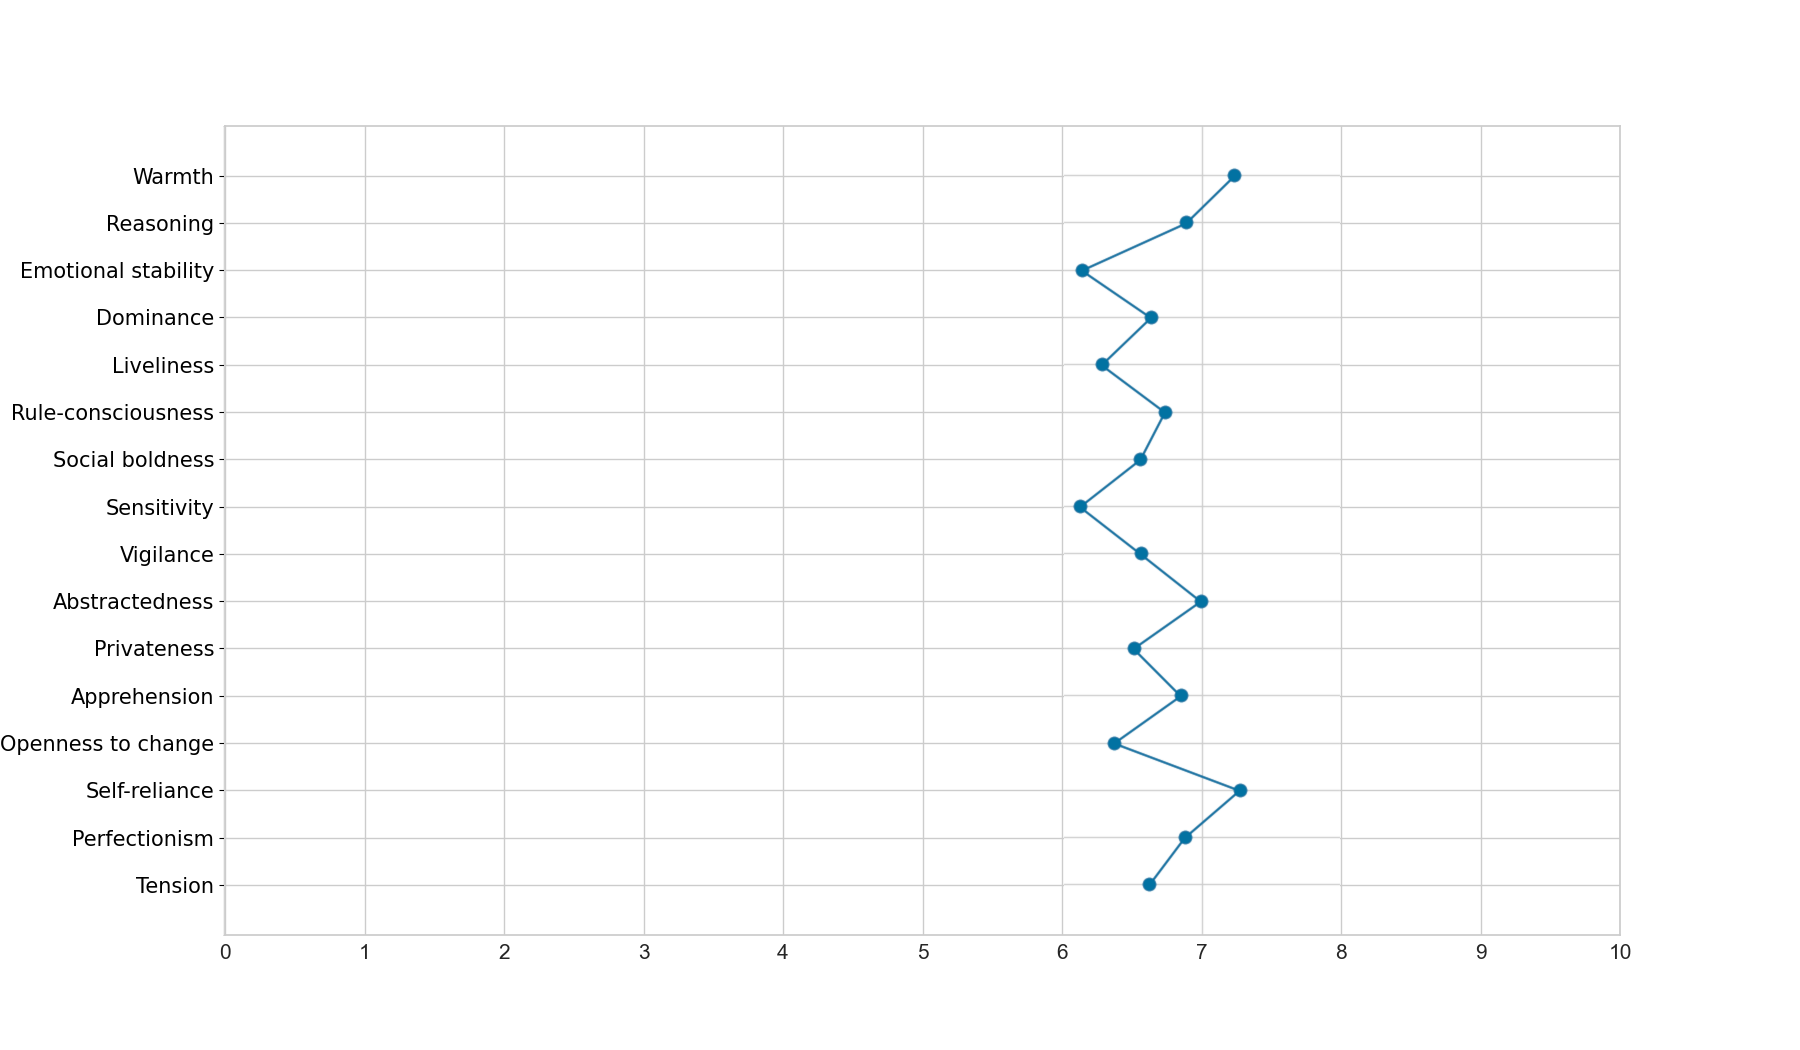 Warmth
Reasoning
Emotional stability
Dominance
Liveliness
Rule-consciousness
Social boldness
Sensitivity
Vigilance
Abstractedness
Privateness
Apprehension
Openness to change
Self-reliance
Perfectionism
Tension
0 1 2 3 4 5 6 7 8 9 10